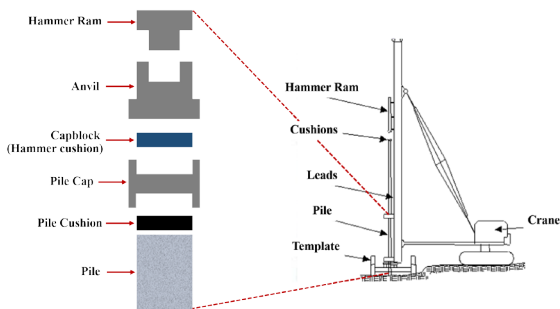 Hammer Ram
Anvil
Capblock
(Hammer cushion)
Pile Cap
Pile Cushion
Pile
Hammer Ram
Cushions
Leads
Pile
Template
Crane